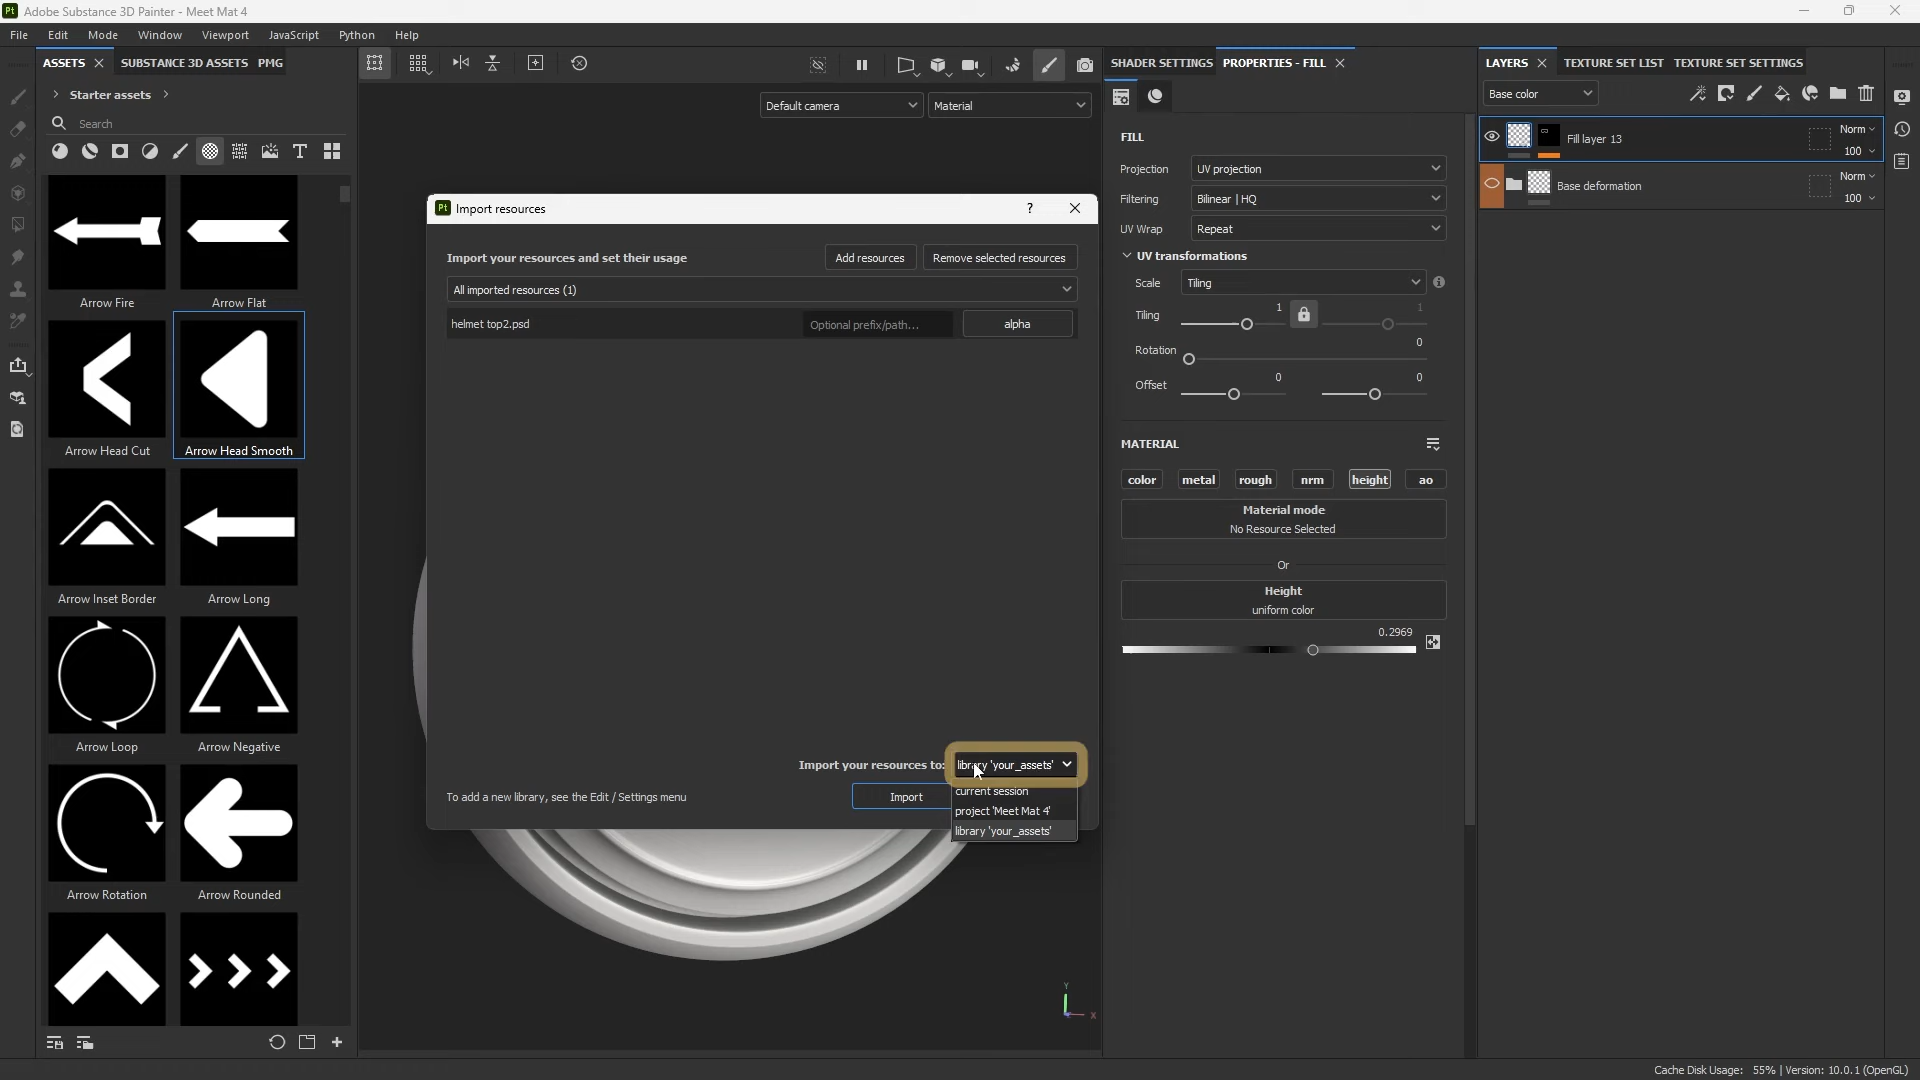 Pt Adobe Substance 3D Painter - Meet Mat 4
File Edit Mode Window Viewport JavaScript Python Help
ASSETS SUBSTANCE 3D ASSETS PNG
Starter assets
Search
Arrow Fire Arrow Flat
Arrow Head Cut Arrow Head Smooth
Arrow Inset Border Arrow Long
Arrow Loop Arrow Negative
Arrow Rotation Arrow Rounded
Default camera Material
Pt Import resources ?
Import your resources and set their usage Add resources Remove selected resources
All imported resources (1)
helmet top2.psd Optional prefix/path... alpha
Import your resources to: library 'your_assets'
To add a new library, see the Edit / Settings menu Import
current session
project 'Meet Mat 4'
library 'your_assets'
Y
X
SHADER SETTINGS PROPERTIES - FILL
FILL
Projection UV projection
Filtering Bilinear | HQ
UV Wrap Repeat
UV transformations
Scale Tiling
Tiling 1 1
Rotation 0
Offset 0 0
MATERIAL
color metal rough nrm height ao
Material mode
No Resource Selected
Or
Height
uniform color
0.2969
LAYERS TEXTURE SET LIST TEXTURE SET SETTINGS
Base color
Fill layer 13 Norm
100
Base deformation Norm
100
Cache Disk Usage: 55% | Version: 10.0.1 (OpenGL)